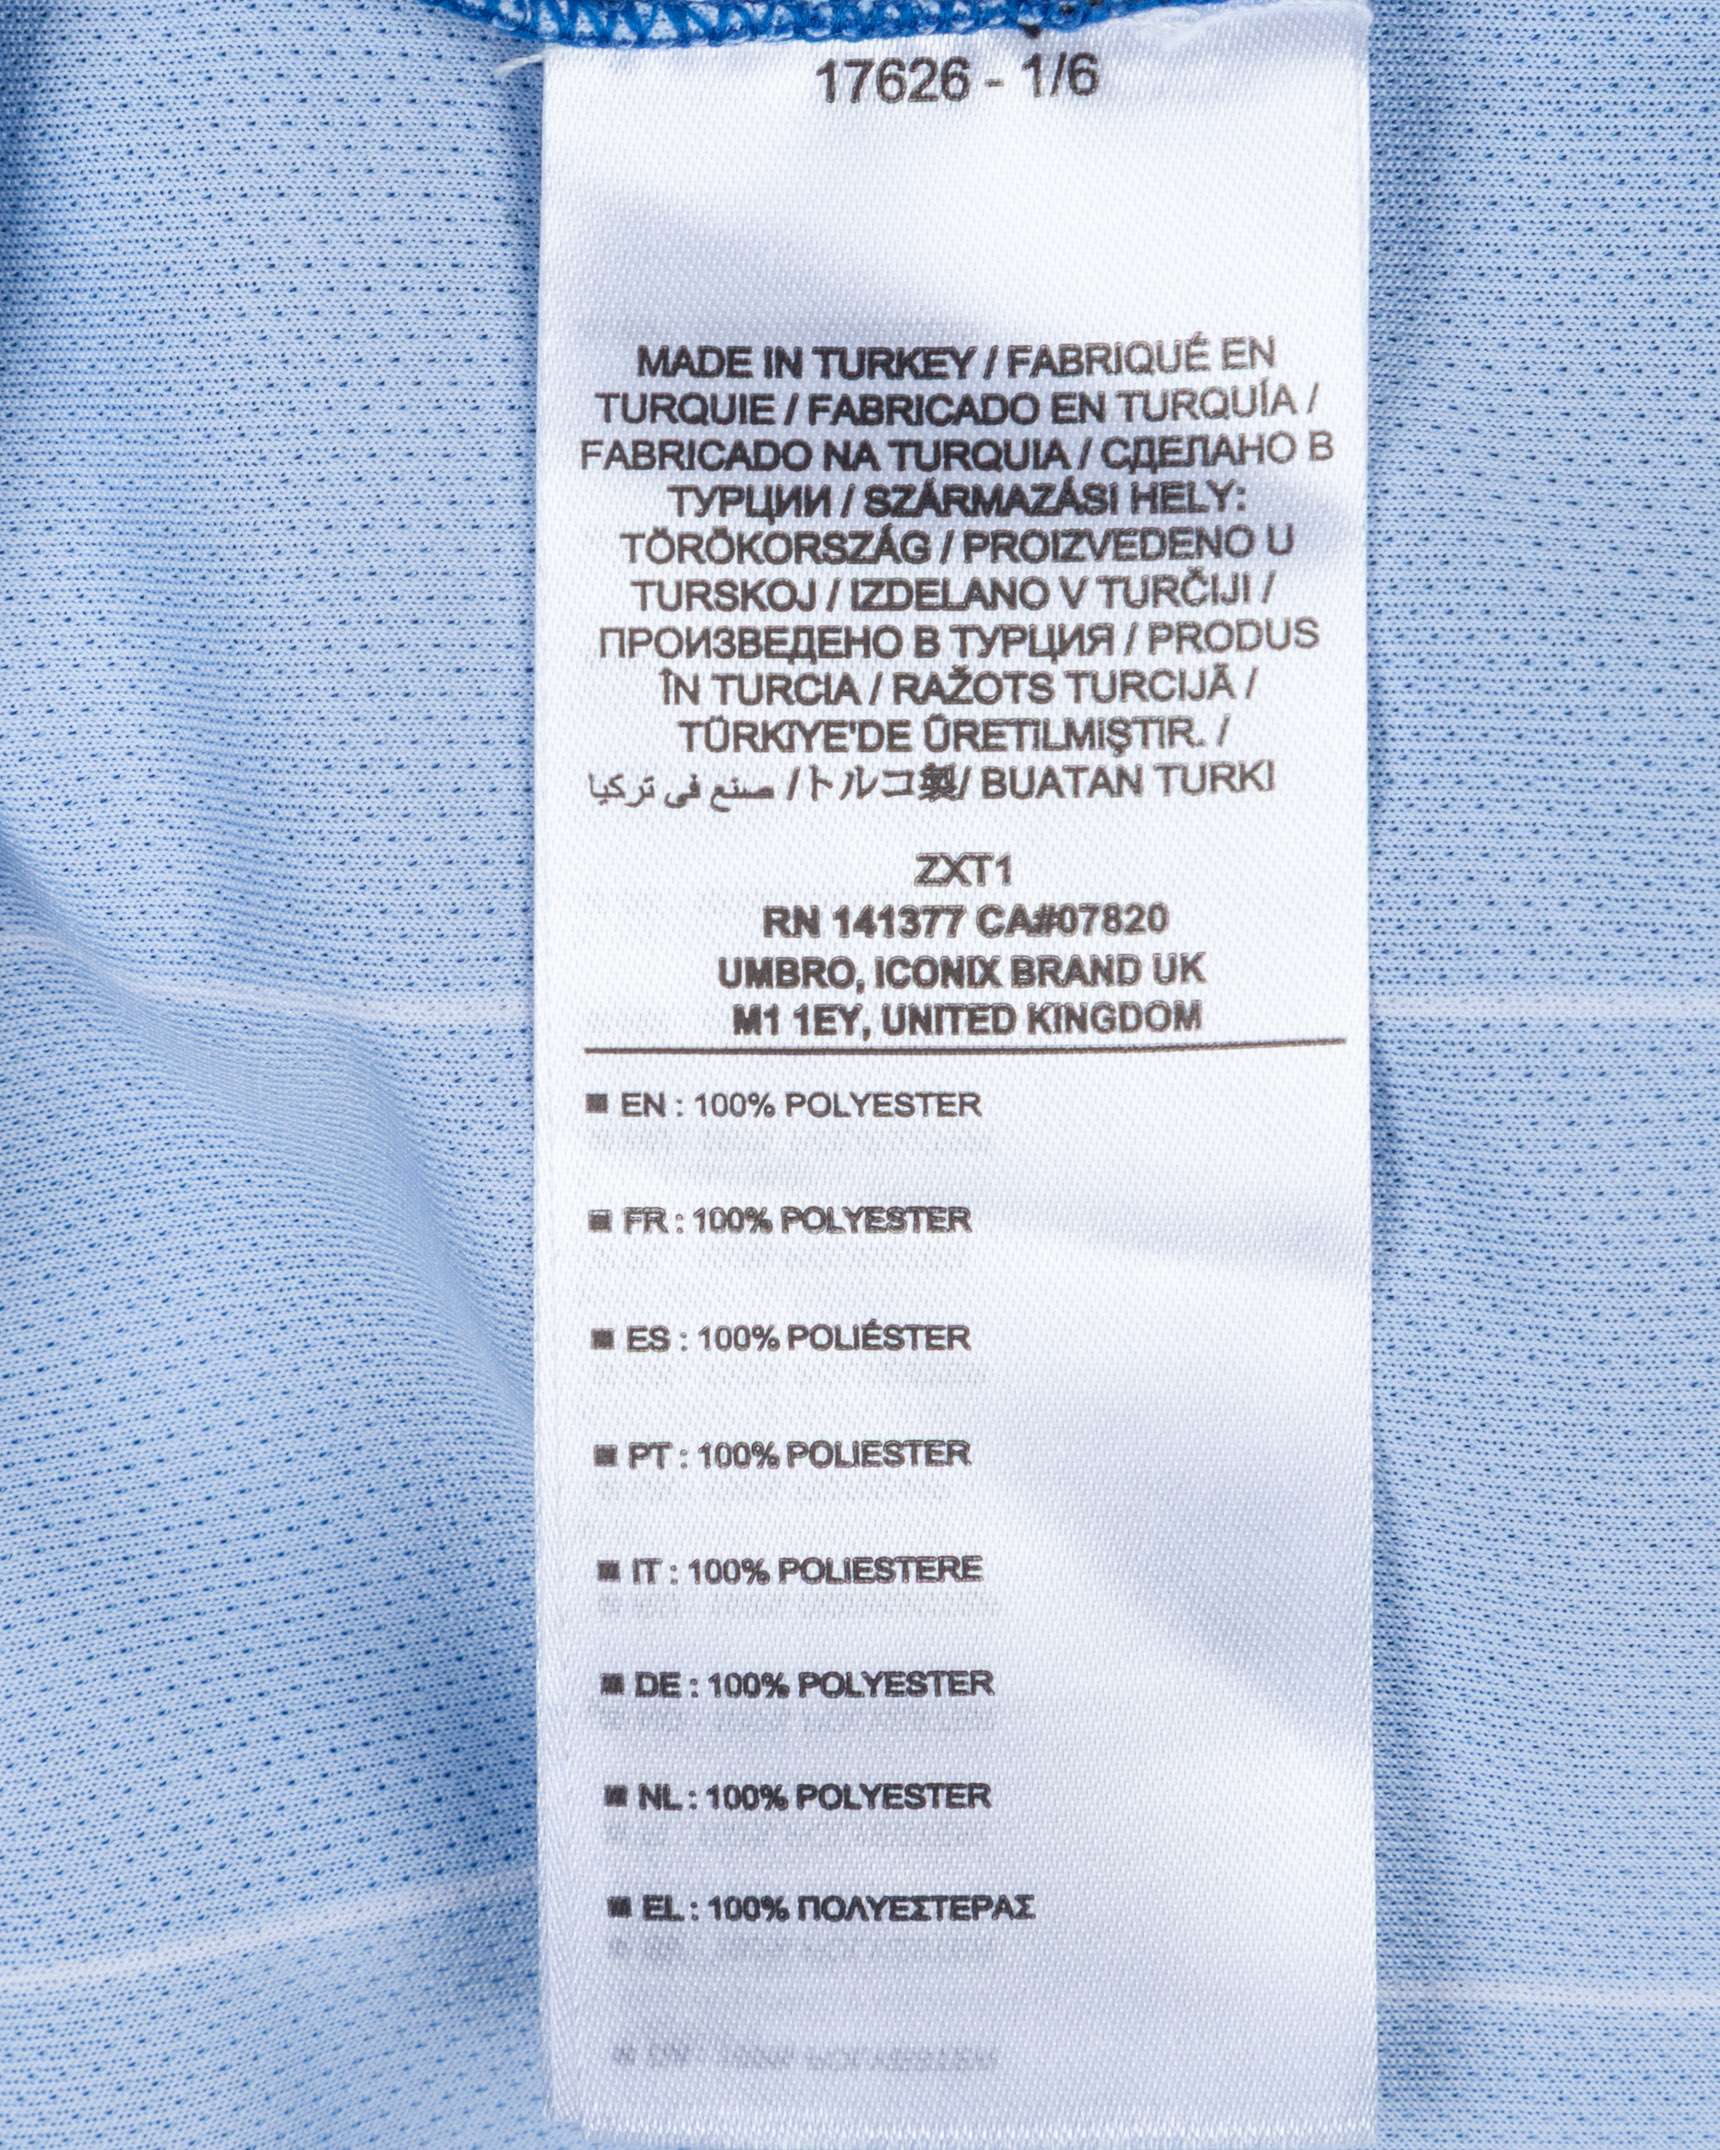 17626 - 1/6
MADE IN TURKEY / FABRIQUÉ EN
TURQUIE / FABRICADO EN TURQUÍA /
FABRICADO NA TURQUIA / СДЕЛАНО В
ТУРЦИИ / SZÁRMAZÁSI HELY:
TÖRÖKORSZÁG / PROIZVEDENO U
TURSKOJ / IZDELANO V TURČIJI /
ПРОИЗВЕДЕНО В ТУРЦИЯ / PRODUS
ÎN TURCIA / RAŽOTS TURCIJĀ /
TÜRKIYE'DE ÜRETILMIŞTIR. /
صنع في تركيا / トルコ製/ BUATAN TURKI
ZXT1
RN 141377 CA#07820
UMBRO, ICONIX BRAND UK
M1 1EY, UNITED KINGDOM
■ EN : 100% POLYESTER
■ FR : 100% POLYESTER
■ ES : 100% POLIÉSTER
■ PT : 100% POLIESTER
■ IT : 100% POLIESTERE
■ DE : 100% POLYESTER
■ NL : 100% POLYESTER
■ EL : 100% ΠΟΛΥΕΣΤΕΡΑΣ